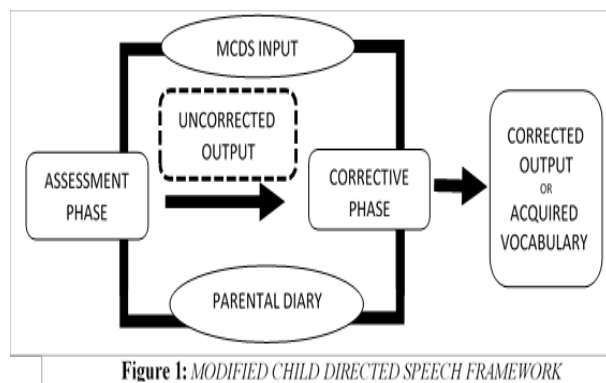 MCDS INPUT
UNCORRECTED
OUTPUT
ASSESSMENT
PHASE
CORRECTIVE
PHASE
CORRECTED
OUTPUT
OR
ACQUIRED
VOCABULARY
PARENTAL DIARY
Figure 1: MODIFIED CHILD DIRECTED SPEECH FRAMEWORK